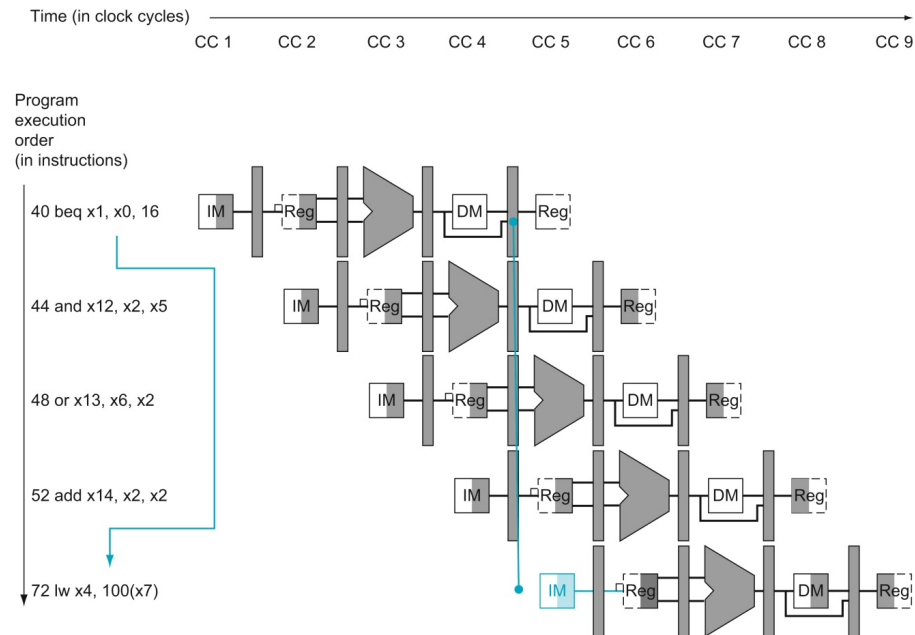 Time (in clock cycles)
CC 1 CC 2 CC 3 CC 4 CC 5 CC 6 CC 7 CC 8 CC 9
Program
execution
order
(in instructions)
40 beq x1, x0, 16 IM Reg DM Reg
44 and x12, x2, x5 IM Reg DM Reg
48 or x13, x6, x2 IM Reg DM Reg
52 add x14, x2, x2 IM Reg DM Reg
72 lw x4, 100(x7) IM Reg DM Reg